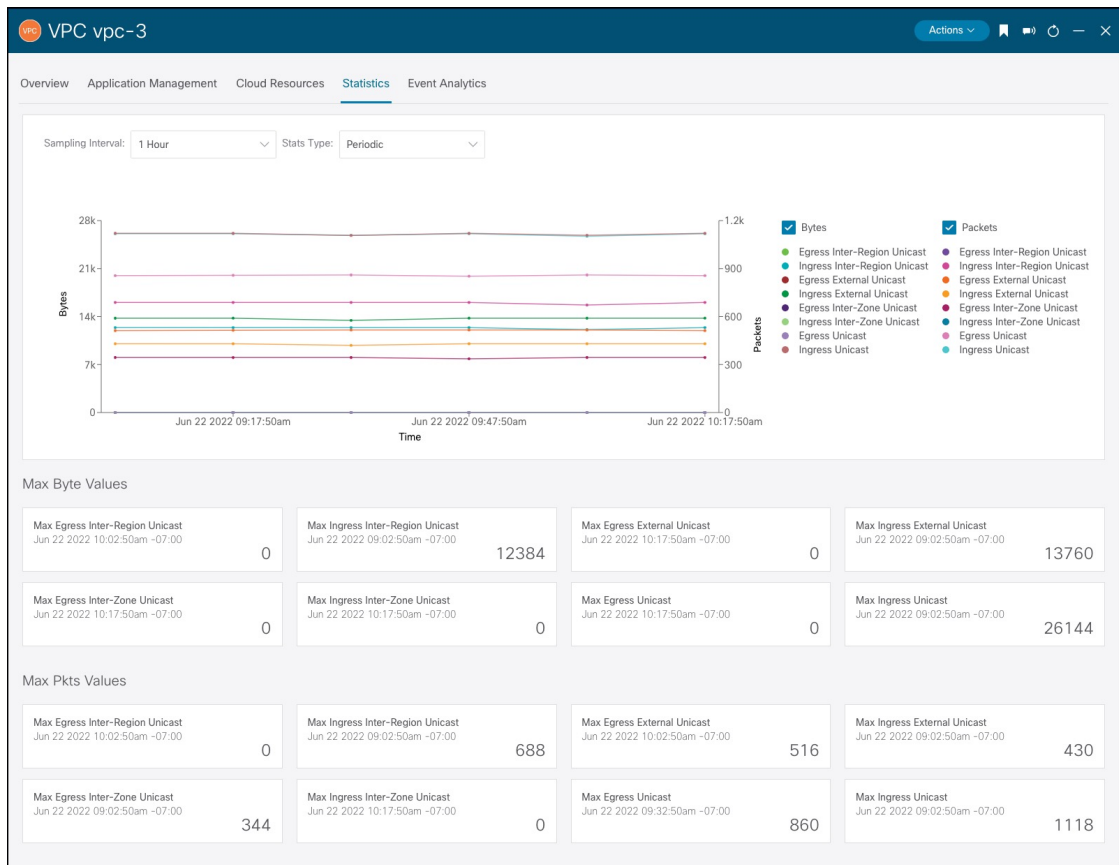 VPC VPC vpc-3 Actions
Overview Application Management Cloud Resources Statistics Event Analytics
Sampling Interval: 1 Hour Stats Type: Periodic
28k
21k
14k
7k
0
Bytes
1.2k
900
600
300
0
Packets
Jun 22 2022 09:17:50am Jun 22 2022 09:47:50am Jun 22 2022 10:17:50am
Time
Bytes
Egress Inter-Region Unicast
Ingress Inter-Region Unicast
Egress External Unicast
Ingress External Unicast
Egress Inter-Zone Unicast
Ingress Inter-Zone Unicast
Egress Unicast
Ingress Unicast
Packets
Egress Inter-Region Unicast
Ingress Inter-Region Unicast
Egress External Unicast
Ingress External Unicast
Egress Inter-Zone Unicast
Ingress Inter-Zone Unicast
Egress Unicast
Ingress Unicast
Max Byte Values
Max Egress Inter-Region Unicast
Jun 22 2022 10:02:50am -07:00
0
Max Ingress Inter-Region Unicast
Jun 22 2022 09:02:50am -07:00
12384
Max Egress External Unicast
Jun 22 2022 10:17:50am -07:00
0
Max Ingress External Unicast
Jun 22 2022 09:02:50am -07:00
13760
Max Egress Inter-Zone Unicast
Jun 22 2022 10:17:50am -07:00
0
Max Ingress Inter-Zone Unicast
Jun 22 2022 10:17:50am -07:00
0
Max Egress Unicast
Jun 22 2022 10:17:50am -07:00
0
Max Ingress Unicast
Jun 22 2022 09:02:50am -07:00
26144
Max Pkts Values
Max Egress Inter-Region Unicast
Jun 22 2022 10:02:50am -07:00
0
Max Ingress Inter-Region Unicast
Jun 22 2022 09:02:50am -07:00
688
Max Egress External Unicast
Jun 22 2022 10:02:50am -07:00
516
Max Ingress External Unicast
Jun 22 2022 09:02:50am -07:00
430
Max Egress Inter-Zone Unicast
Jun 22 2022 09:02:50am -07:00
344
Max Ingress Inter-Zone Unicast
Jun 22 2022 10:17:50am -07:00
0
Max Egress Unicast
Jun 22 2022 09:32:50am -07:00
860
Max Ingress Unicast
Jun 22 2022 09:02:50am -07:00
1118